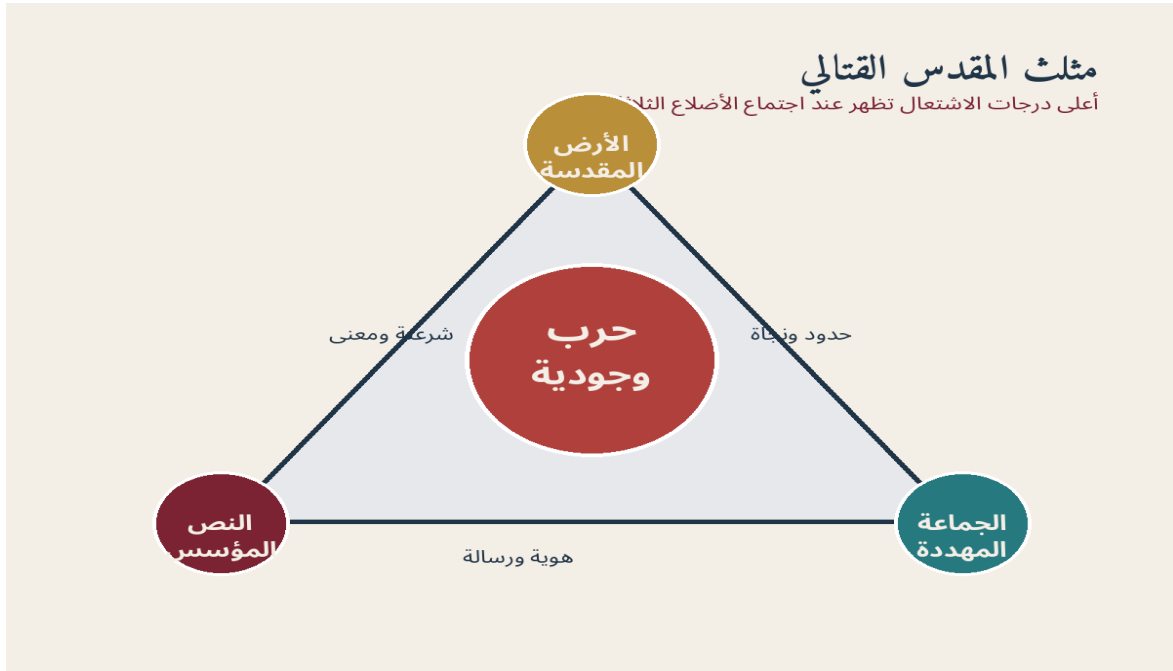 مثلث المقدس القتالي
أعلى درجات الاشتعال تظهر عند اجتماع الأضلاع
الأرض
المقدسة
حرب
وجودية
شرعية ومعنى
حدود ونجاة
النص
المؤسس
الجماعة
المهددة
هوية ورسالة